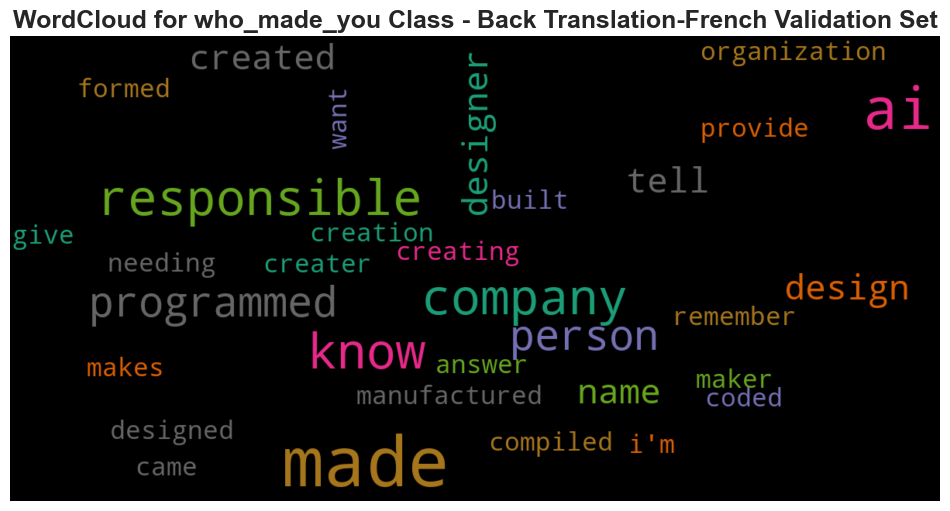 WordCloud for who_made_you Class - Back Translation-French Validation Set
created
organization
formed
want
designer
ai
provide
responsible
tell
built
give
creation
creating
needing
creater
programmed
company
design
remember
person
know
makes
answer
maker
manufactured
name
coded
designed
made
compiled
i'm
came